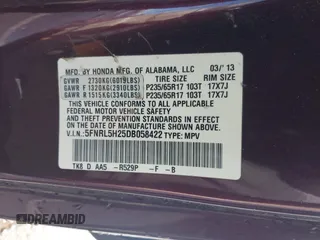 MFD. BY HONDA MFG. OF ALABAMA, LLC 03/'13
GVWR 2730KG(6019LBS) TIRE SIZE RIM SIZE
GAWR F 1320KG(2910LBS) P235/65R17 103T 17X7J
GAWR R 1515KG(3340LBS) P235/65R17 103T 17X7J
THIS VEHICLE CONFORMS TO ALL APPLICABLE
FEDERAL MOTOR VEHICLE SAFETY AND THEFT
PREVENTION STANDARDS IN EFFECT ON THE DATE
OF MANUFACTURE SHOWN ABOVE.
V.I.N: 5FNRL5H25DB058422 TYPE: MPV
TK8 D AA5 -R529P -F -B
DREAMBID